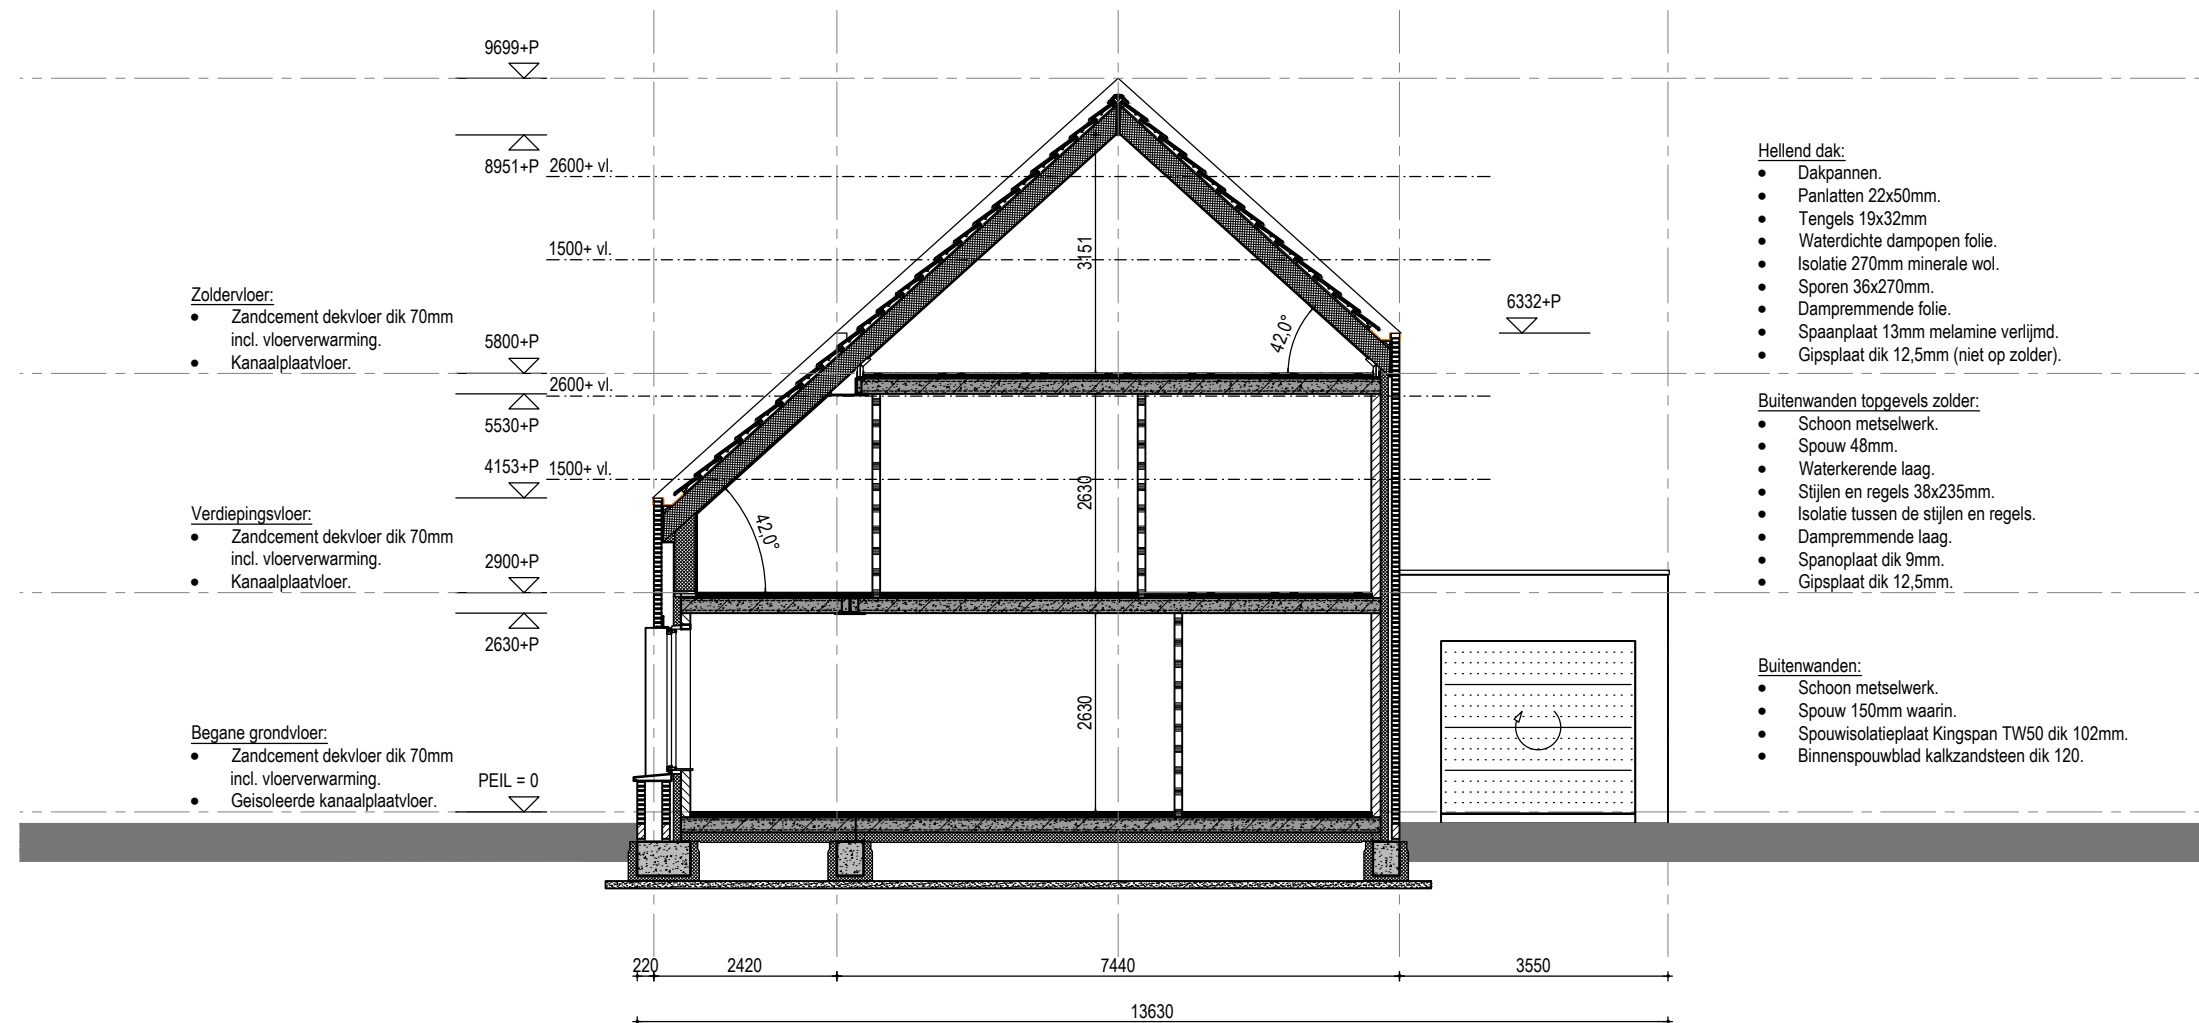 9699+P
8951+P
2600+ vl.
1500+ vl.
3151
42,0°
6332+P
Zoldervloer:
• Zandcement dekvloer dik 70mm
incl. vloerverwarming.
• Kanaalplaatvloer.
5800+P
2600+ vl.
5530+P
4153+P
1500+ vl.
2630
42,0°
Verdiepingsvloer:
• Zandcement dekvloer dik 70mm
incl. vloerverwarming.
• Kanaalplaatvloer.
2900+P
2630+P
2630
Begane grondvloer:
• Zandcement dekvloer dik 70mm
incl. vloerverwarming.
• Geisoleerde kanaalplaatvloer.
PEIL = 0
Hellend dak:
• Dakpannen.
• Panlatten 22x50mm.
• Tengels 19x32mm
• Waterdichte dampopen folie.
• Isolatie 270mm minerale wol.
• Sporen 36x270mm.
• Dampremmende folie.
• Spaanplaat 13mm melamine verlijmd.
• Gipsplaat dik 12,5mm (niet op zolder).
Buitenwanden topgevels zolder:
• Schoon metselwerk.
• Spouw 48mm.
• Waterkerende laag.
• Stijlen en regels 38x235mm.
• Isolatie tussen de stijlen en regels.
• Dampremmende laag.
• Spanoplaat dik 9mm.
• Gipsplaat dik 12,5mm.
Buitenwanden:
• Schoon metselwerk.
• Spouw 150mm waarin.
• Spouwisolatieplaat Kingspan TW50 dik 102mm.
• Binnenspouwblad kalkzandsteen dik 120.
220
2420
7440
3550
13630